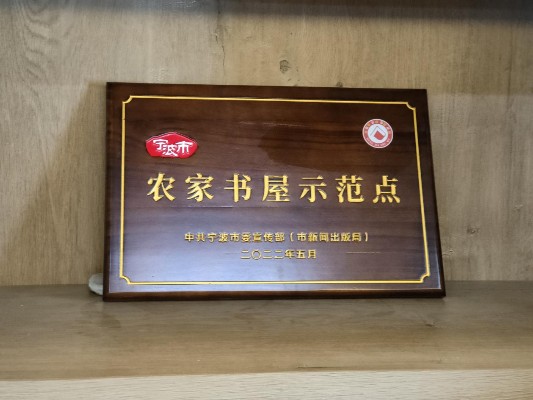 宁波市
农家书屋示范点
中共宁波市委宣传部(市新闻出版局)
二〇二二年五月